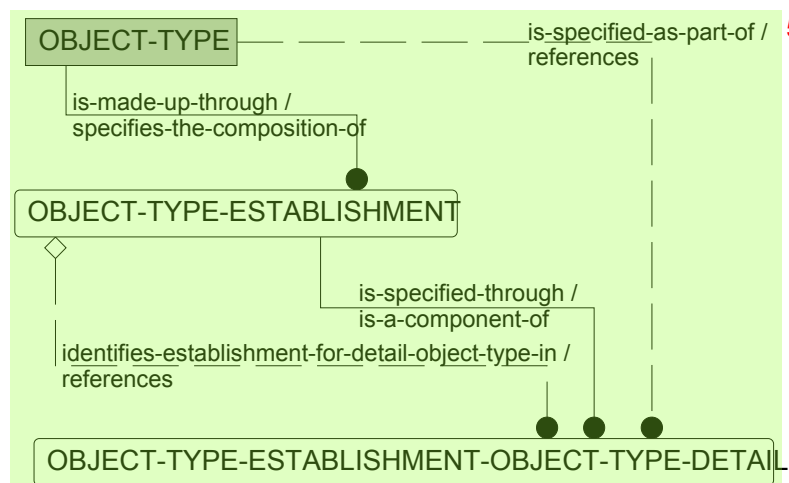 OBJECT-TYPE
is-specified-as-part-of /
references
is-made-up-through /
specifies-the-composition-of
OBJECT-TYPE-ESTABLISHMENT
is-specified-through /
is-a-component-of
identifies-establishment-for-detail-object-type-in /
references
OBJECT-TYPE-ESTABLISHMENT-OBJECT-TYPE-DETAIL